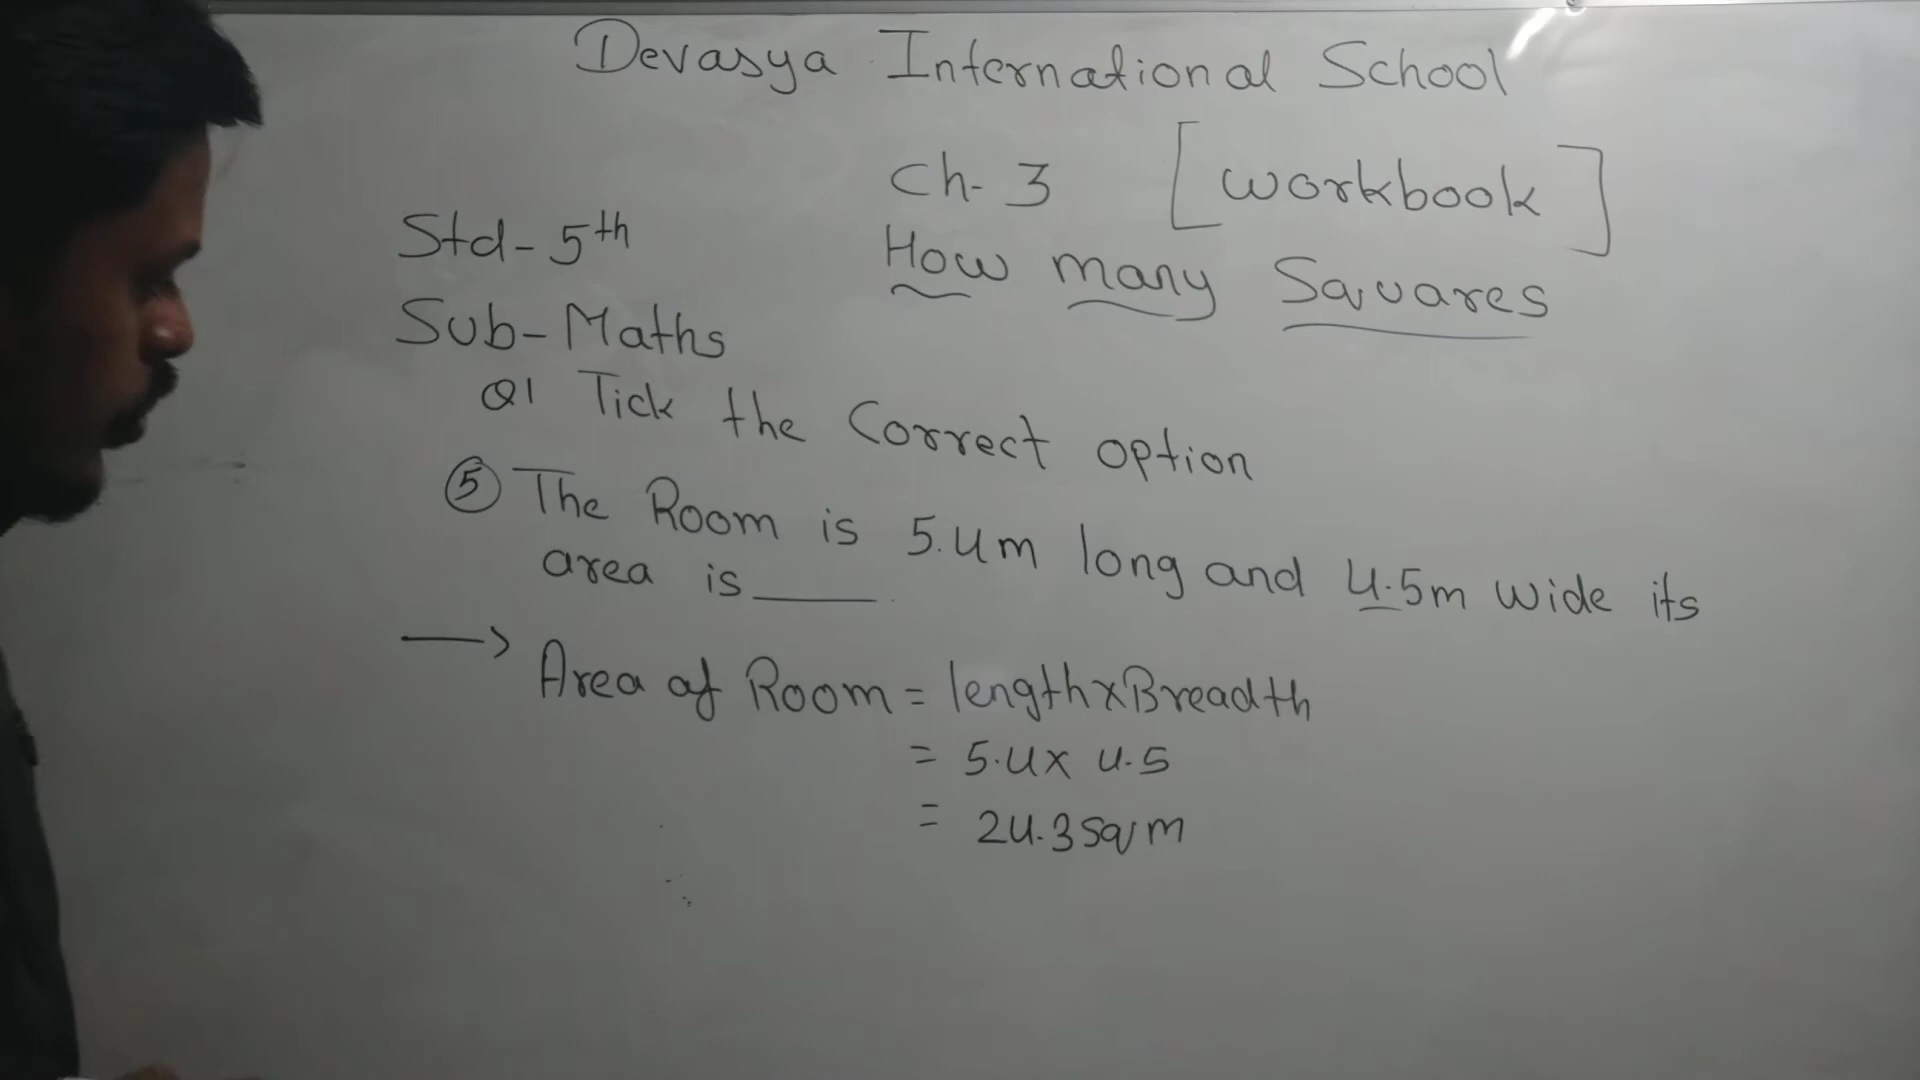 Devasya International School
Ch-3 [Workbook]
Std-5th
How many Squares
Sub-Maths
Q1 Tick the Correct option
5 The Room is 5.4m long and 4.5m wide its
area is____
→ Area of Room = length x Breadth
= 5.4 x 4.5
= 24.3 sq m